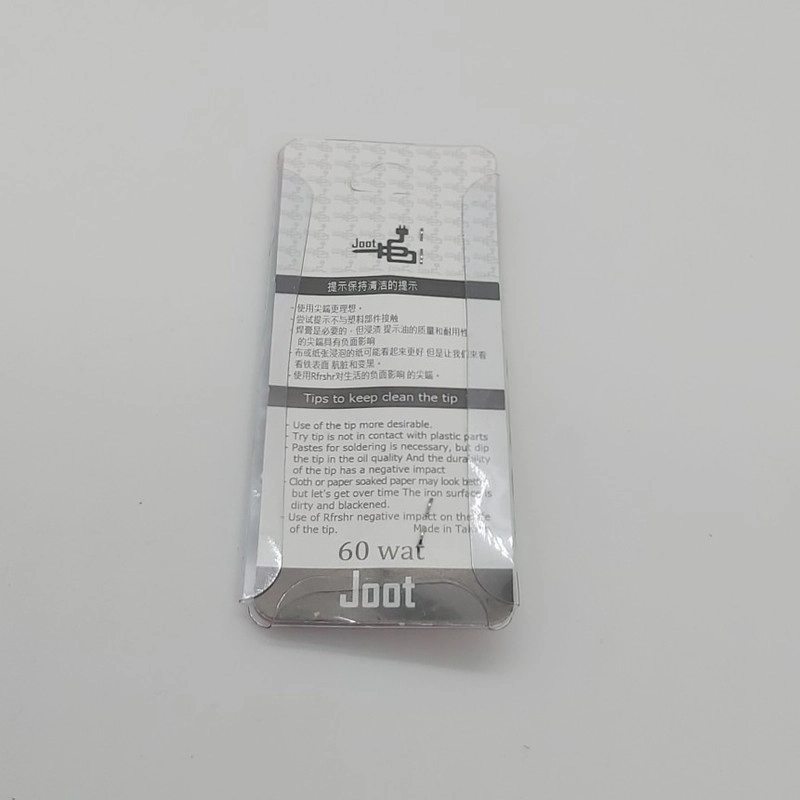 Joot
提示保持清洁的提示
- 使用尖端更理想。
- 尝试提示不与塑料部件接触
- 焊膏是必要的，但浸渍 提示油的质量和耐用性
的尖端具有负面影响
- 布或纸张浸泡的纸可能看起来更好 但是让我们来看
看铁表面 肮脏和变黑。
- 使用Rfrshr对生活的负面影响 的尖端。
Tips to keep clean the tip
- Use of the tip more desirable.
- Try tip is not in contact with plastic parts
- Pastes for soldering is necessary, but dip
the tip in the oil quality And the durability
of the tip has a negative impact
- Cloth or paper soaked paper may look better
but let's get over time The iron surface is
dirty and blackened.
- Use of Rfrshr negative impact on the life
of the tip. Made in
60 wat
Joot